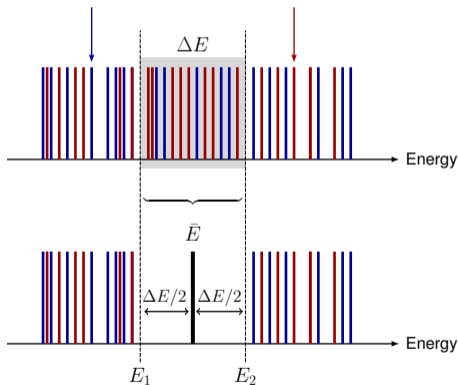 ΔE
Energy
Ē
ΔE/2 ΔE/2
Energy
E₁ E₂